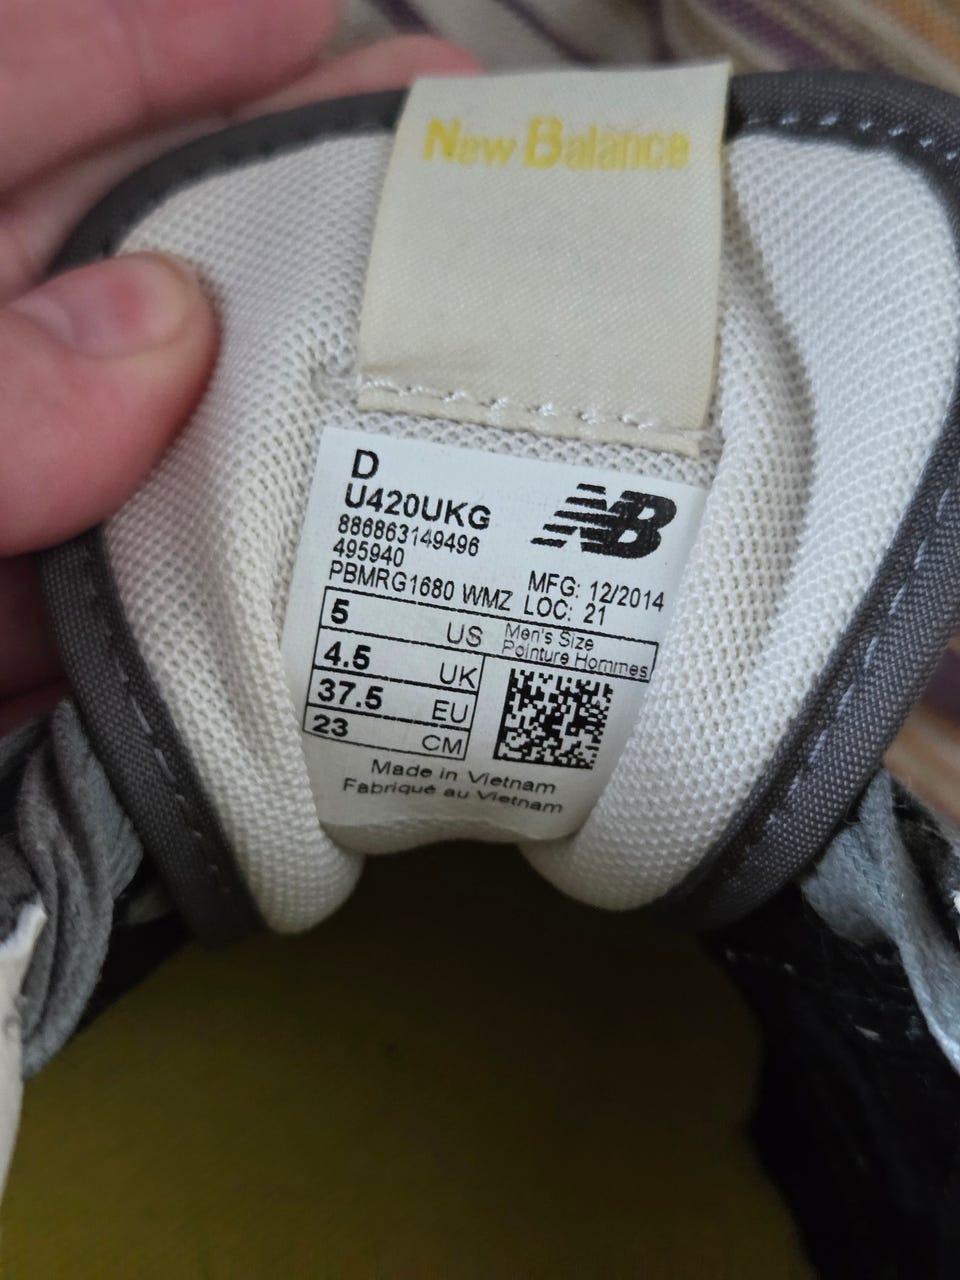 New Balance
D
U420UKG
886863149496
495940
PBMRG1680 WMZ
NB
MFG: 12/2014
LOC: 21
5 US
Men's Size
Pointure Hommes
4.5 UK
37.5 EU
23 CM
Made in Vietnam
Fabriqué au Vietnam